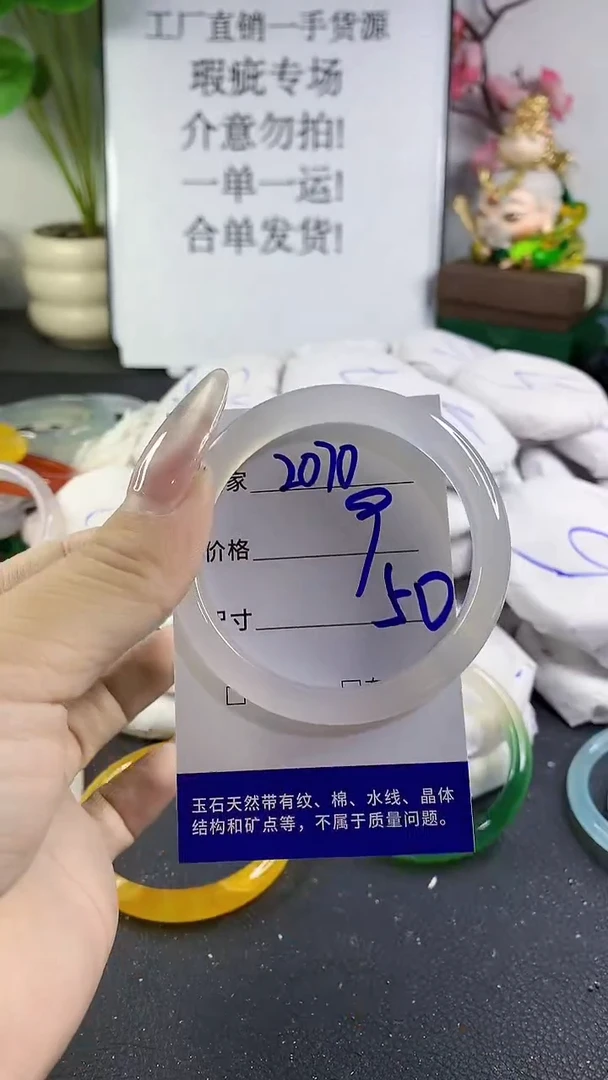 工厂直销一手货源
瑕疵专场
介意勿拍!
一单一运!
合单发货!
家 2070
价格 9
寸 50
玉石天然带有纹、棉、水线、晶体
结构和矿点等，不属于质量问题。